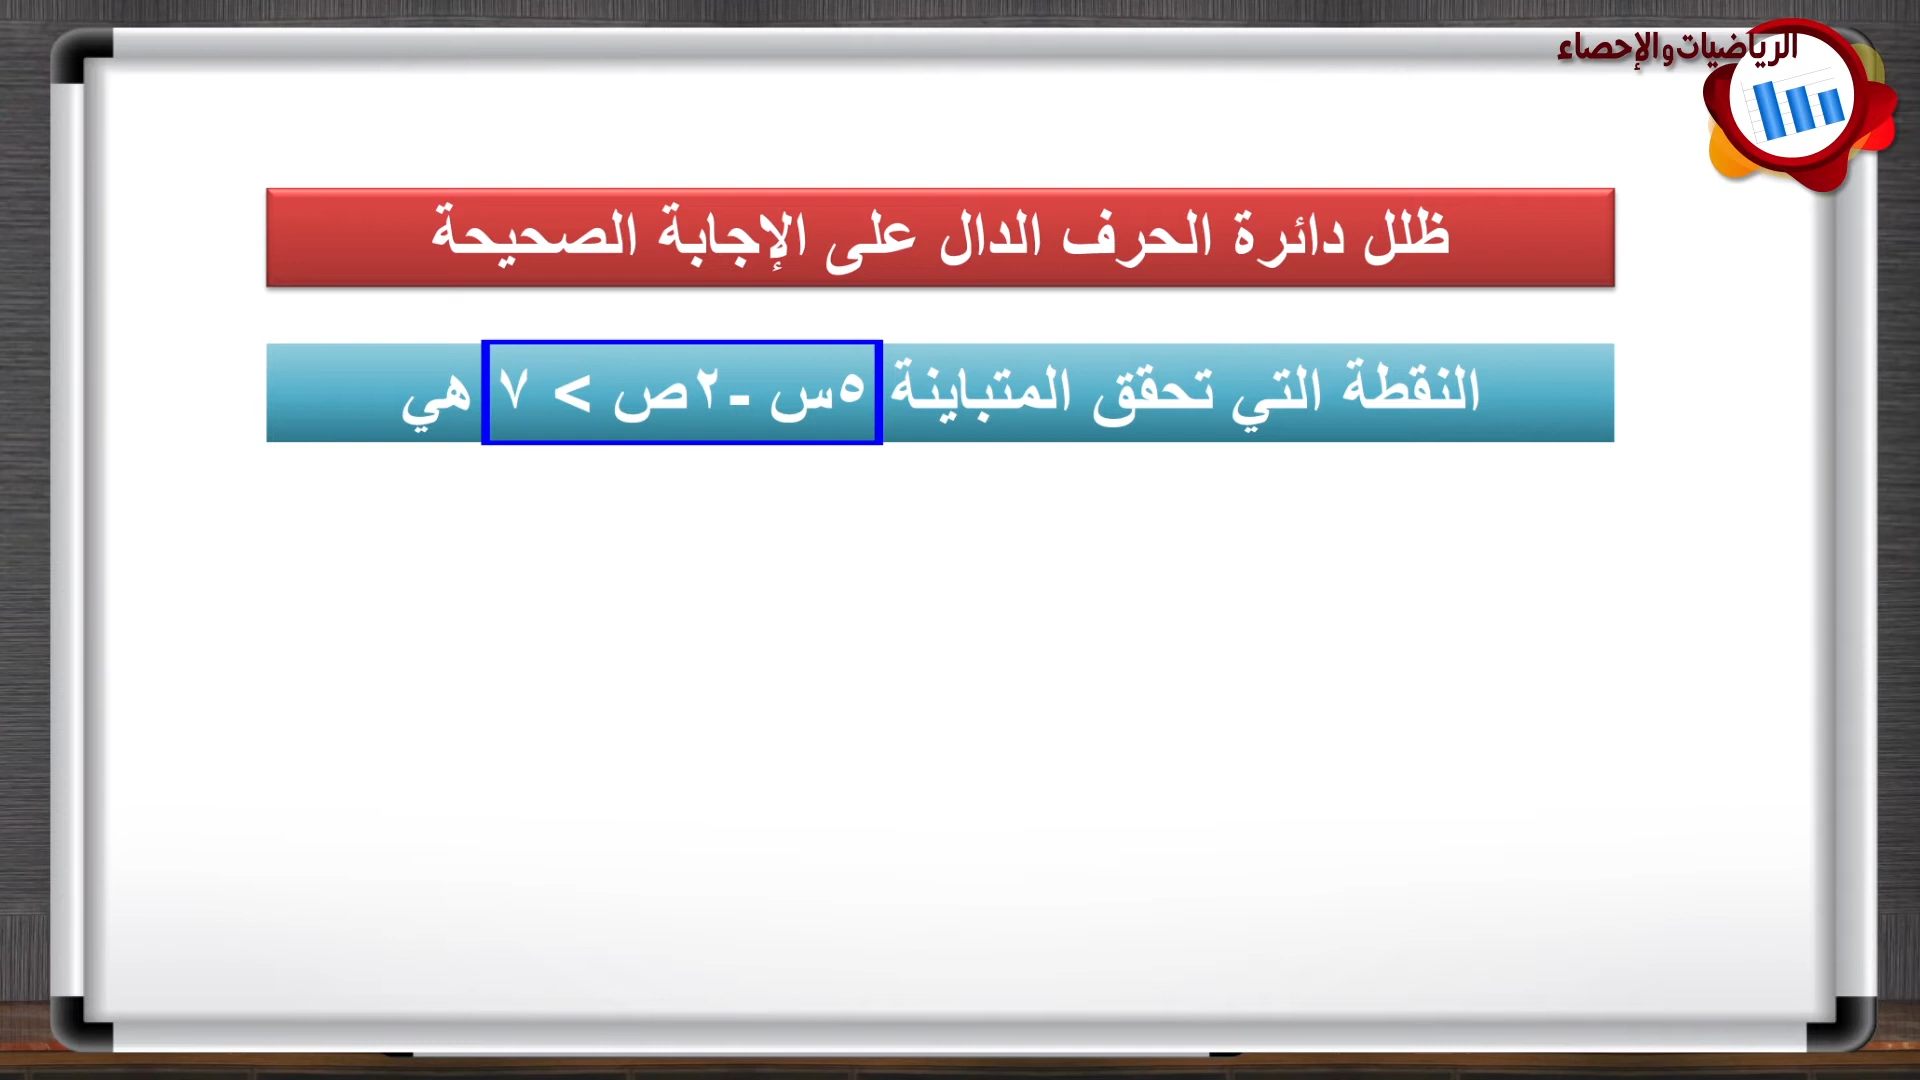 الرياضيات والإحصاء
ظلل دائرة الحرف الدال على الإجابة الصحيحة
النقطة التي تحقق المتباينة ٥س -٢ص > ٧ هي